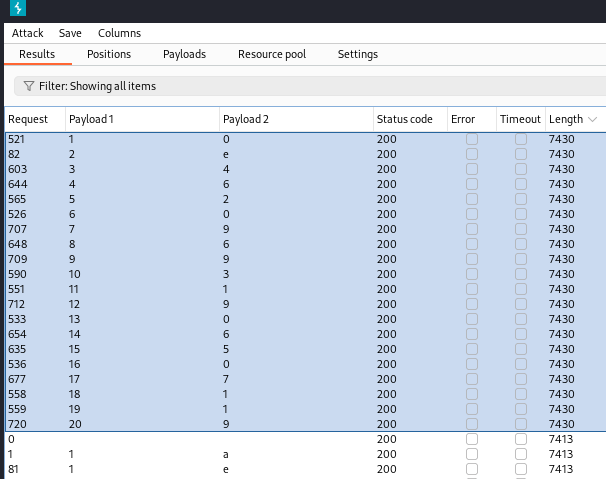 Attack Save Columns
Results Positions Payloads Resource pool Settings
Filter: Showing all items
Request Payload 1 Payload 2 Status code Error Timeout Length
521 1 0 200 7430
82 2 e 200 7430
603 3 4 200 7430
644 4 6 200 7430
565 5 2 200 7430
526 6 0 200 7430
707 7 9 200 7430
648 8 6 200 7430
709 9 9 200 7430
590 10 3 200 7430
551 11 1 200 7430
712 12 9 200 7430
533 13 0 200 7430
654 14 6 200 7430
635 15 5 200 7430
536 16 0 200 7430
677 17 7 200 7430
558 18 1 200 7430
559 19 1 200 7430
720 20 9 200 7430
0 200 7413
1 1 a 200 7413
81 1 e 200 7413